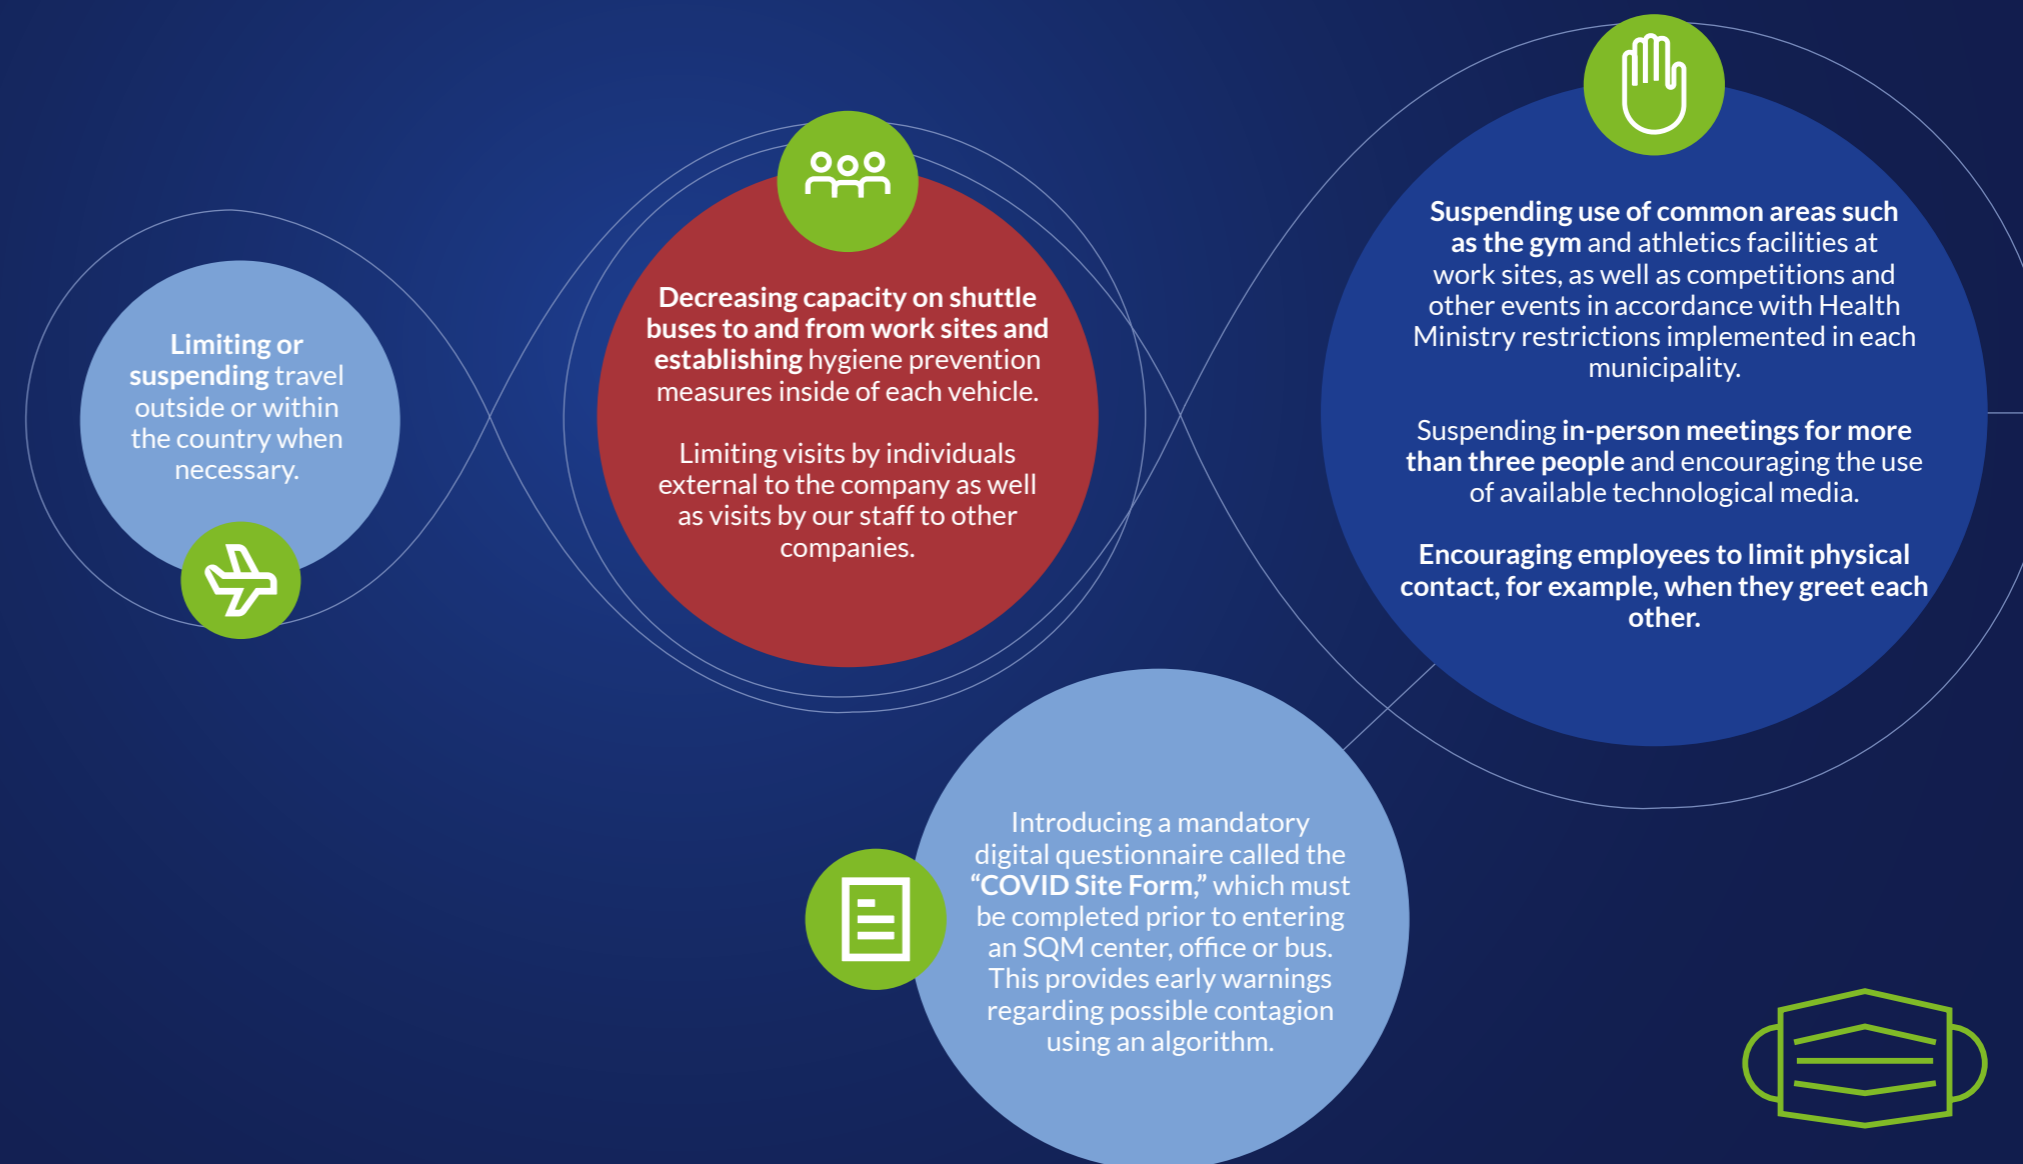 Limiting or
suspending travel
outside or within
the country when
necessary.
Decreasing capacity on shuttle
buses to and from work sites and
establishing hygiene prevention
measures inside of each vehicle.
Limiting visits by individuals
external to the company as well
as visits by our staff to other
companies.
Suspending use of common areas such
as the gym and athletics facilities at
work sites, as well as competitions and
other events in accordance with Health
Ministry restrictions implemented in each
municipality.
Suspending in-person meetings for more
than three people and encouraging the use
of available technological media.
Encouraging employees to limit physical
contact, for example, when they greet each
other.
Introducing a mandatory
digital questionnaire called the
“COVID Site Form,” which must
be completed prior to entering
an SQM center, office or bus.
This provides early warnings
regarding possible contagion
using an algorithm.